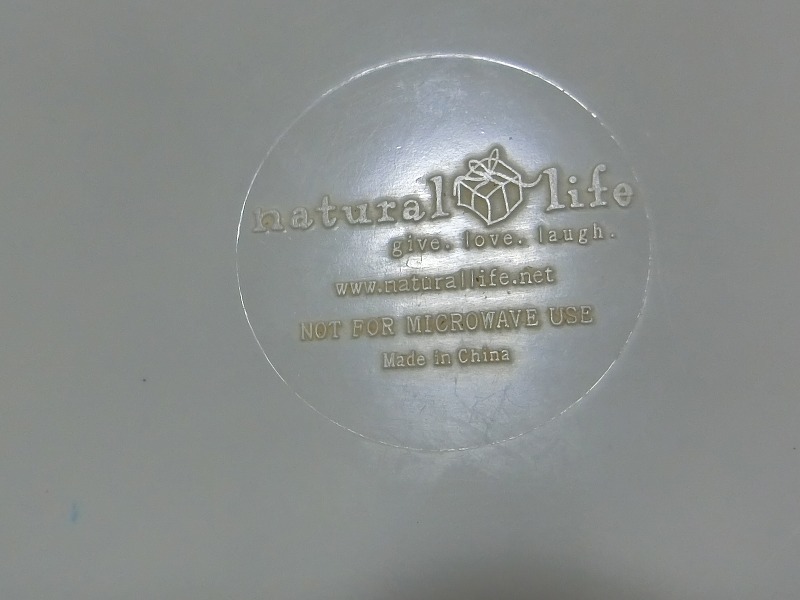 natural life
give. love. laugh.
www.naturallife.net
NOT FOR MICROWAVE USE
Made in China